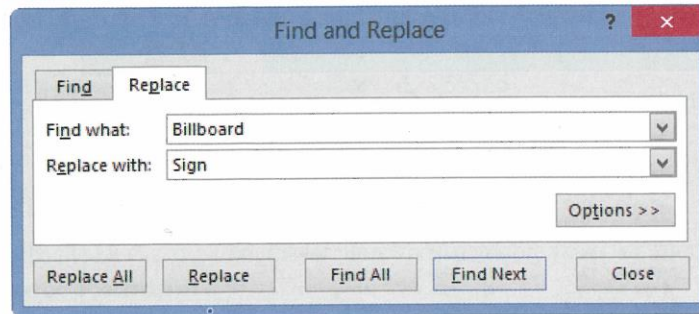 Find and Replace ? ×
Find Replace
Find what: Billboard
Replace with: Sign
Options >>
Replace All Replace Find All Find Next Close